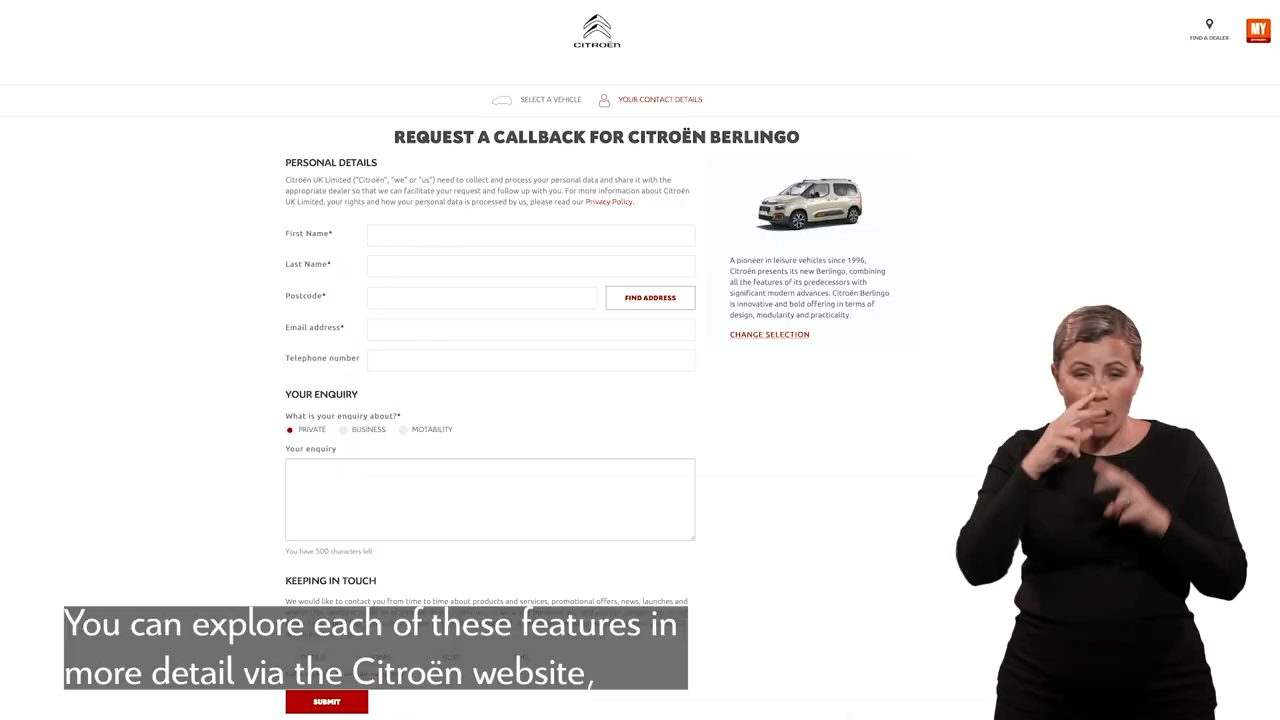 CITROËN
FIND A DEALER
MY
SELECT A VEHICLE
YOUR CONTACT DETAILS
REQUEST A CALLBACK FOR CITROËN BERLINGO
PERSONAL DETAILS
Citroën UK Limited ("Citroën", "we" or "us") need to collect and process your personal data and share it with the
appropriate dealer so that we can facilitate your request and follow up with you. For more information about Citroën
UK Limited, your rights and how your personal data is processed by us, please read our Privacy Policy.
First Name*
Last Name*
Postcode*
FIND ADDRESS
Email address*
Telephone number
A pioneer in leisure vehicles since 1996,
Citroën presents its new Berlingo, combining
all the features of its predecessors with
significant modern advances. Citroën Berlingo
is innovative and bold offering in terms of
design, modularity and practicality.
CHANGE SELECTION
YOUR ENQUIRY
What is your enquiry about?*
PRIVATE
BUSINESS
MOTABILITY
Your enquiry
You have 500 characters left
KEEPING IN TOUCH
We would like to contact you from time to time about products and services, promotional offers, news, launches and
You can explore each of these features in
more detail via the Citroën website,
SUBMIT